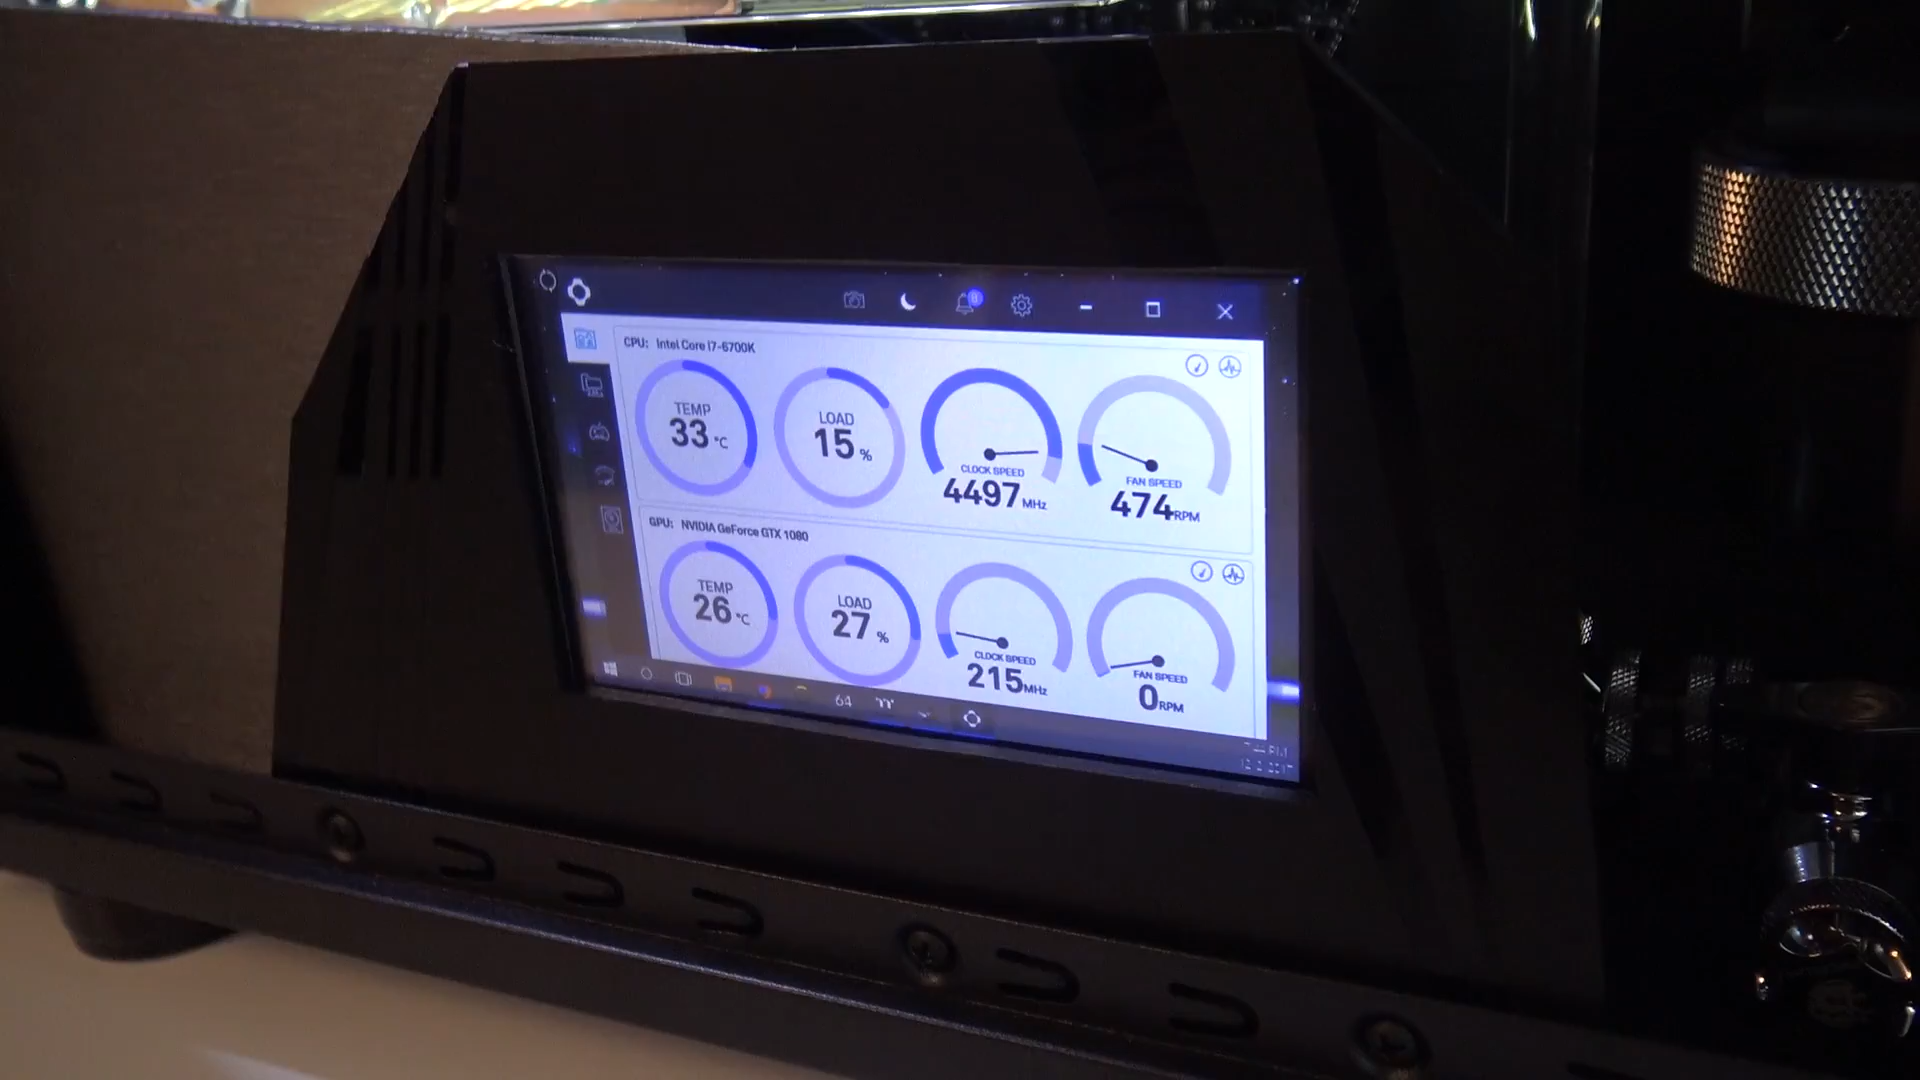 8
CPU: Intel Core i7-6700K
TEMP
33 °C
LOAD
15 %
CLOCK SPEED
4497 MHz
FAN SPEED
474 RPM
GPU: NVIDIA GeForce GTX 1080
TEMP
26 °C
LOAD
27 %
CLOCK SPEED
215 MHz
FAN SPEED
0 RPM
64